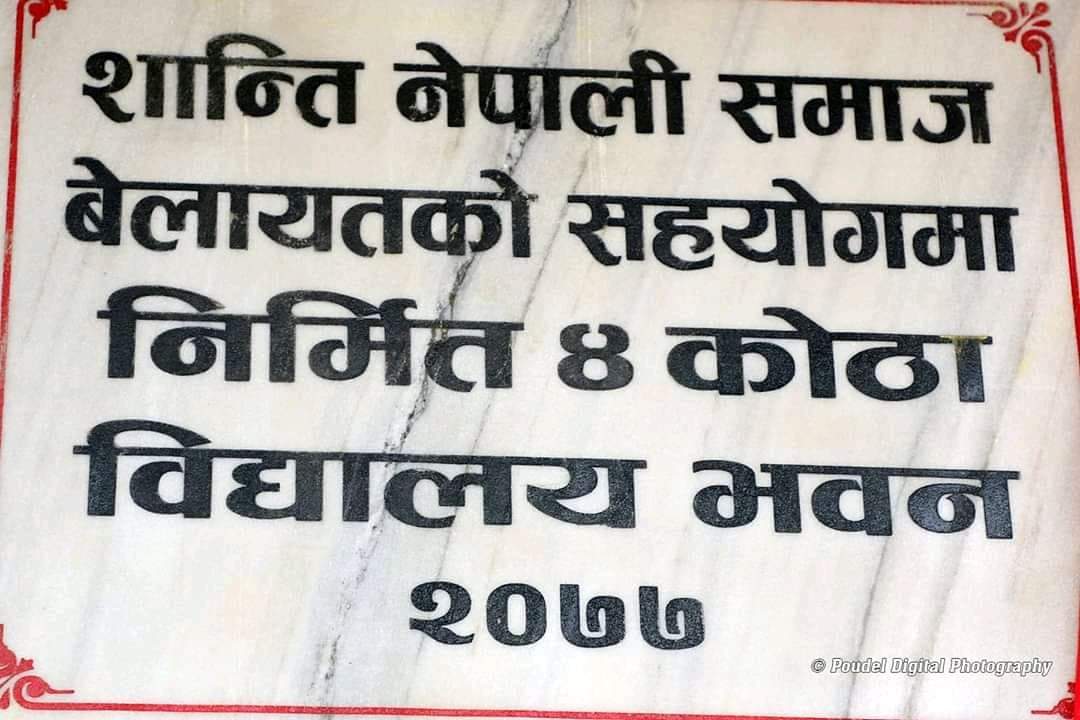 शान्ति नेपाली समाज
बेलायतको सहयोगमा
निर्मित ४ कोठा
विद्यालय भवन
२०७७
© Poudel Digital Photography